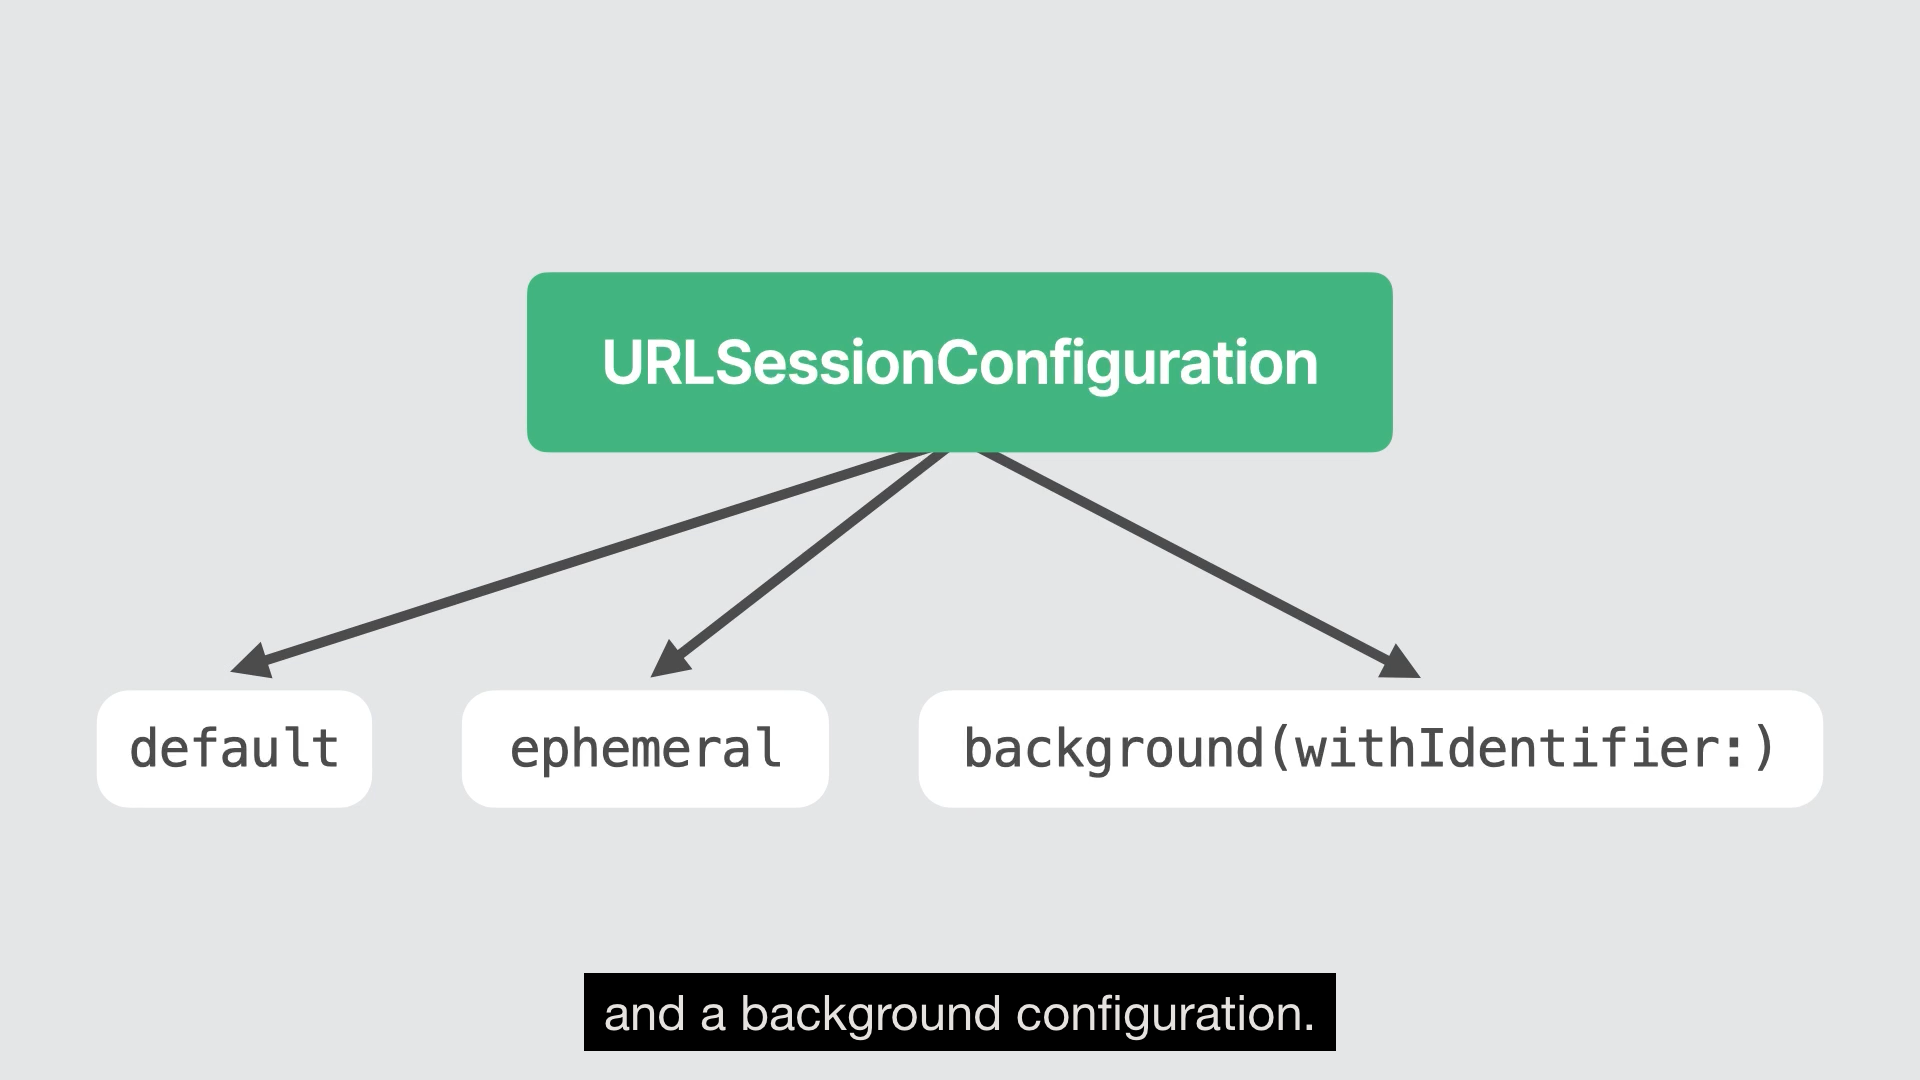 URLSessionConfiguration
default
ephemeral
background(withIdentifier:)
and a background configuration.